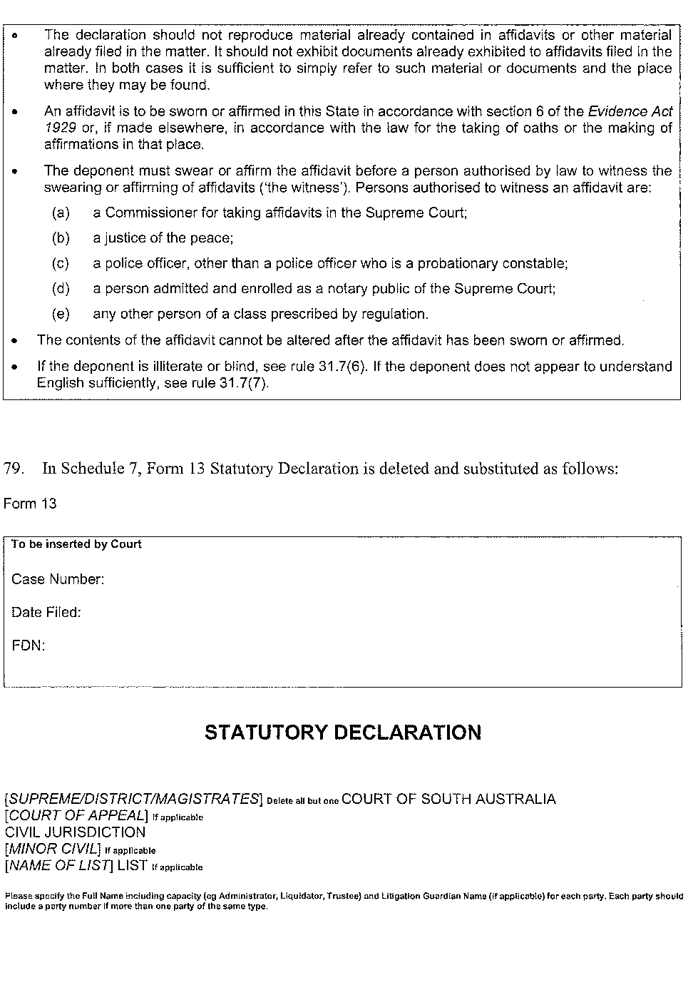 • The declaration should not reproduce material already contained in affidavits or other material
already filed in the matter. It should not exhibit documents already exhibited to affidavits filed in the
matter. In both cases it is sufficient to simply refer to such material or documents and the place
where they may be found.
• An affidavit is to be sworn or affirmed in this State in accordance with section 6 of the Evidence Act
1929 or, if made elsewhere, in accordance with the law for the taking of oaths or the making of
affirmations in that place.
• The deponent must swear or affirm the affidavit before a person authorised by law to witness the
swearing or affirming of affidavits ('the witness'). Persons authorised to witness an affidavit are:
(a) a Commissioner for taking affidavits in the Supreme Court;
(b) a justice of the peace;
(c) a police officer, other than a police officer who is a probationary constable;
(d) a person admitted and enrolled as a notary public of the Supreme Court;
(e) any other person of a class prescribed by regulation.
• The contents of the affidavit cannot be altered after the affidavit has been sworn or affirmed.
• If the deponent is illiterate or blind, see rule 31.7(6). If the deponent does not appear to understand
English sufficiently, see rule 31.7(7).
79. In Schedule 7, Form 13 Statutory Declaration is deleted and substituted as follows:
Form 13
To be inserted by Court
Case Number:
Date Filed:
FDN:
STATUTORY DECLARATION
[SUPREME/DISTRICT/MAGISTRATES] Delete all but one COURT OF SOUTH AUSTRALIA
[COURT OF APPEAL] If applicable
CIVIL JURISDICTION
[MINOR CIVIL] If applicable
[NAME OF LIST] LIST If applicable
Please specify the Full Name including capacity (eg Administrator, Liquidator, Trustee) and Litigation Guardian Name (if applicable) for each party. Each party should
include a party number if more than one party of the same type.